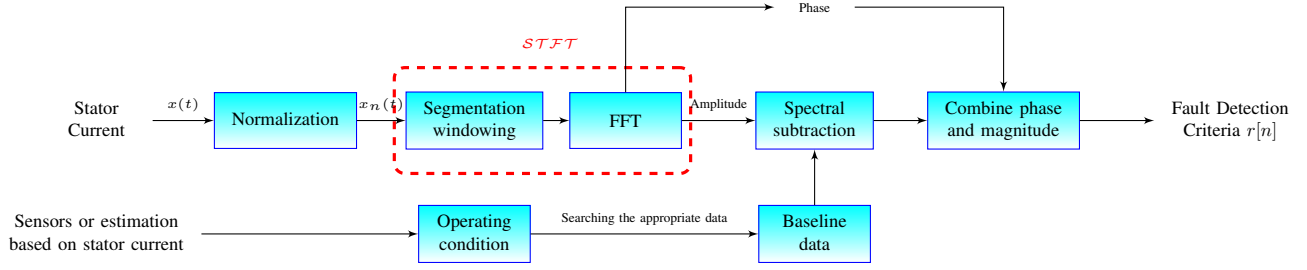 Phase
STFT
Stator
Current
x(t)
Normalization
x_n(t)
Segmentation
windowing
FFT
Amplitude
Spectral
subtraction
Combine phase
and magnitude
Fault Detection
Criteria r[n]
Sensors or estimation
based on stator current
Operating
condition
Searching the appropriate data
Baseline
data